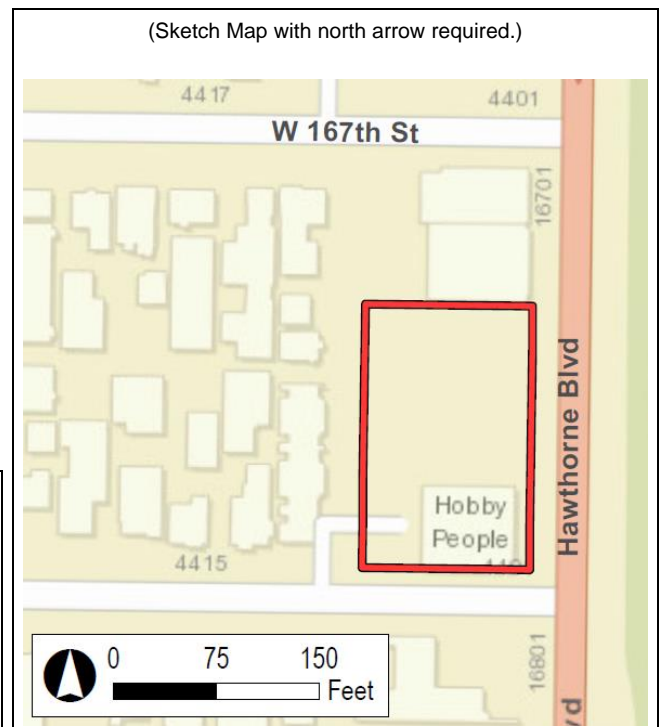 (Sketch Map with north arrow required.)
4417
4401
W 167th St
16701
Hawthorne Blvd
Hobby
People
4415
16801
0 75 150
Feet